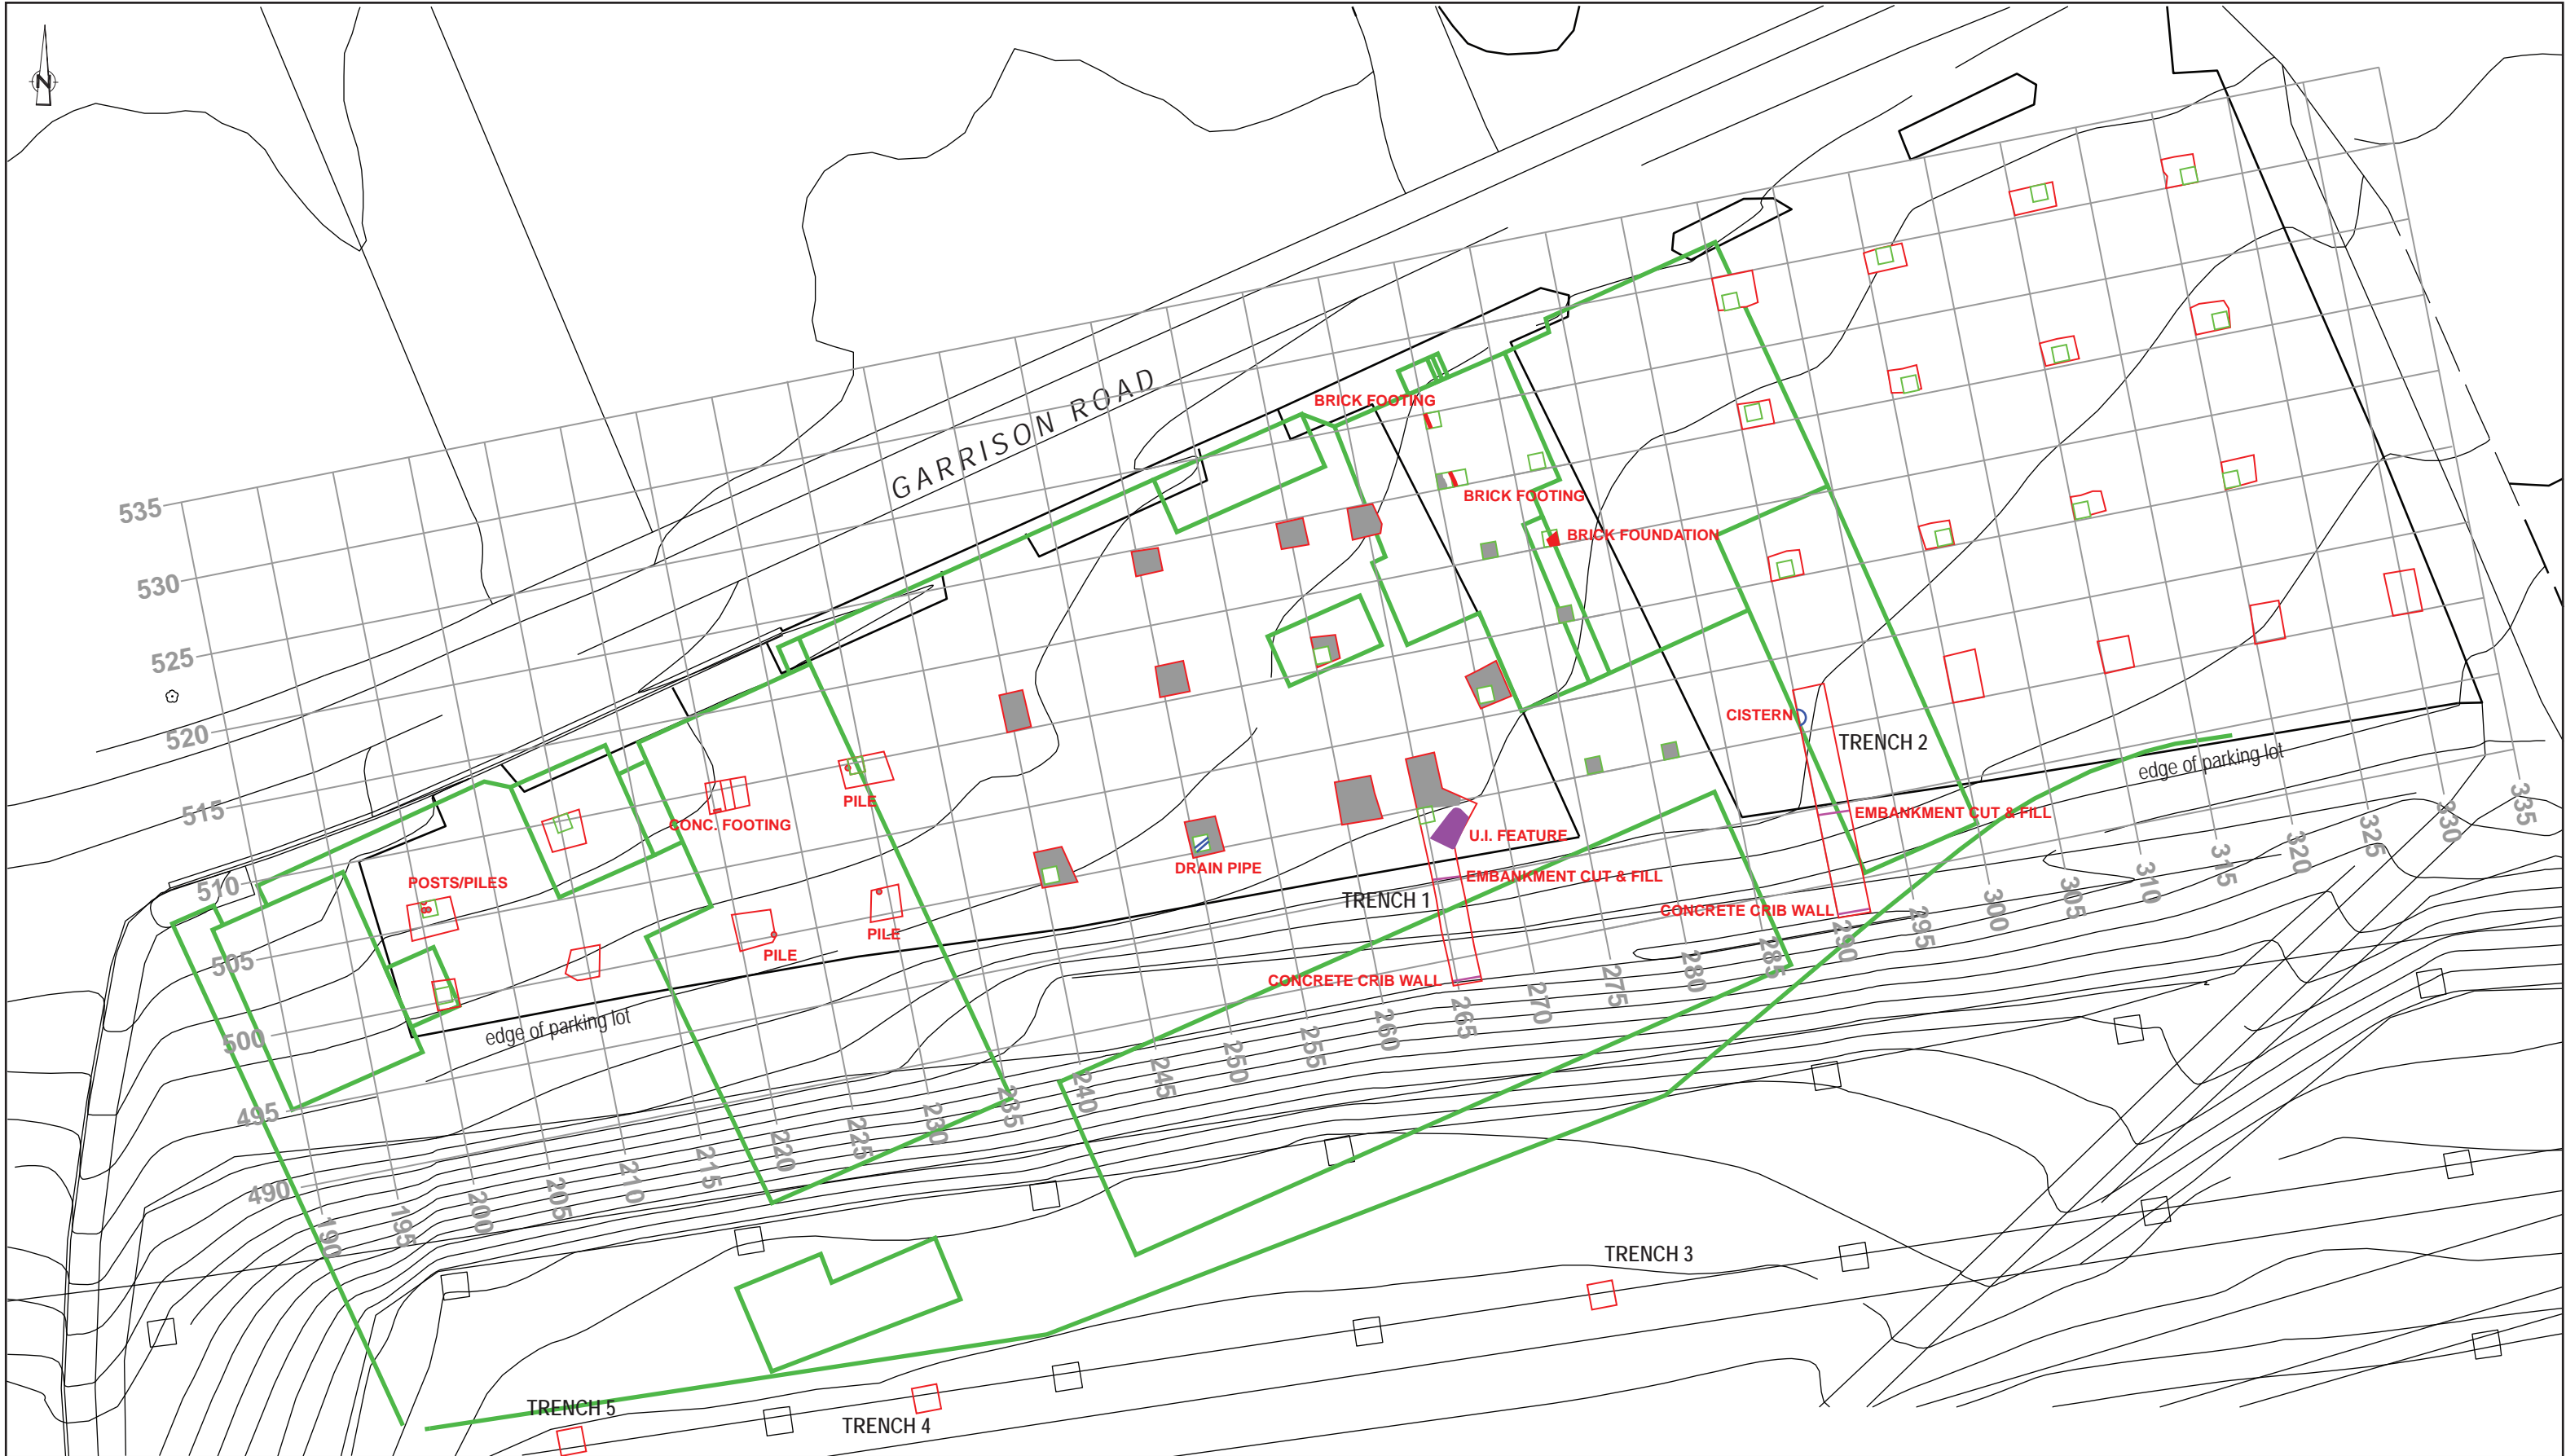 N
GARRISON ROAD
535
530
525
520
515
510
505
500
495
490
BRICK FOOTING
BRICK FOOTING
BRICK FOUNDATION
CISTERN
TRENCH 2
edge of parking lot
EMBANKMENT CUT & FILL
PILE
CONC. FOOTING
U.I. FEATURE
DRAIN PIPE
POSTS/PILES
EMBANKMENT CUT & FILL
TRENCH 1
CONCRETE CRIB WALL
PILE
PILE
CONCRETE CRIB WALL
edge of parking lot
190
195
200
205
210
215
220
225
230
235
240
245
250
255
260
265
270
275
280
285
290
295
300
305
310
315
320
325
330
335
TRENCH 3
TRENCH 5
TRENCH 4